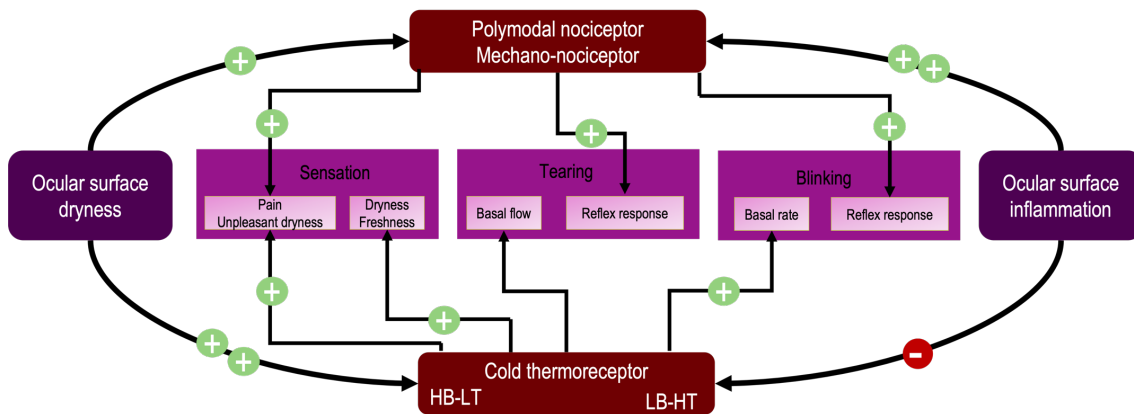 Polymodal nociceptor
Mechano-nociceptor
+
+
+
+
+
+
Ocular surface
dryness
Sensation
Pain
Unpleasant dryness
Dryness
Freshness
Tearing
Basal flow
Reflex response
Blinking
Basal rate
Reflex response
Ocular surface
inflammation
+
+
+
+
+
-
Cold thermoreceptor
HB-LT
LB-HT